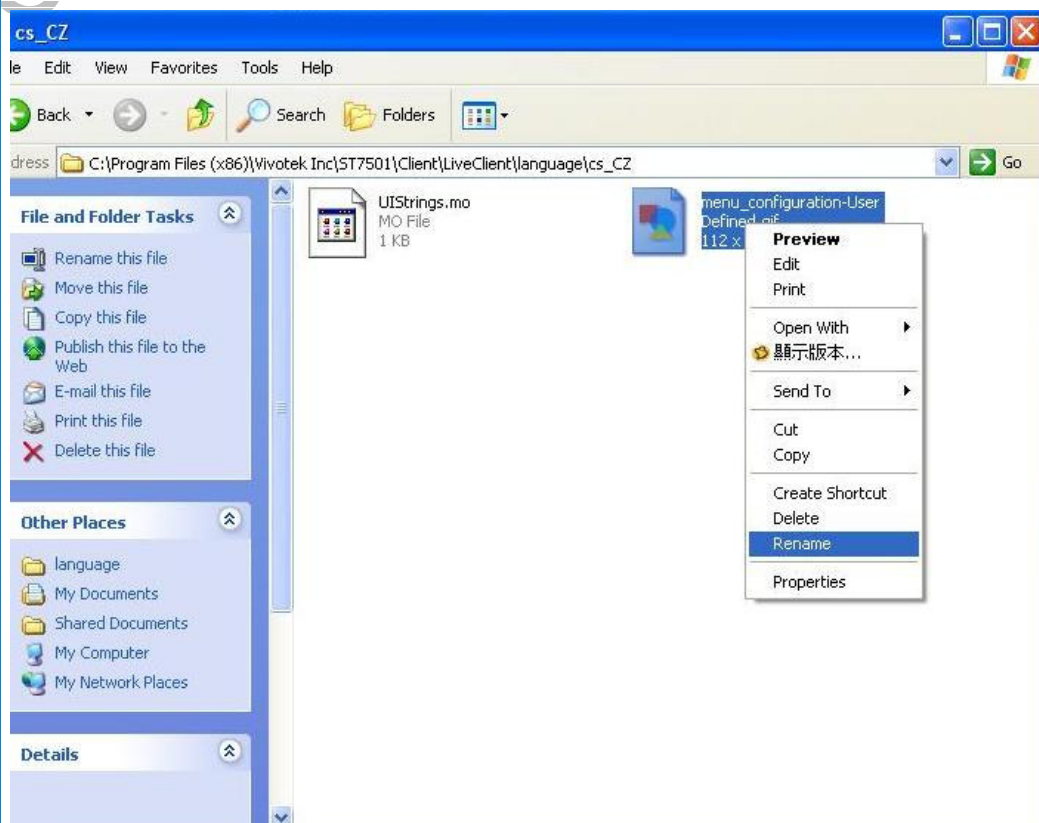 cs_CZ
le Edit View Favorites Tools Help
Back Search Folders
dress C:\Program Files (x86)\Vivotek Inc\ST7501\Client\LiveClient\language\cs_CZ Go
File and Folder Tasks
Rename this file
Move this file
Copy this file
Publish this file to the
Web
E-mail this file
Print this file
Delete this file
Other Places
language
My Documents
Shared Documents
My Computer
My Network Places
Details
UIStrings.mo
MO File
1 KB
menu_configuration-User
Defined.gif
112 x
Preview
Edit
Print
Open With
顯示版本...
Send To
Cut
Copy
Create Shortcut
Delete
Rename
Properties